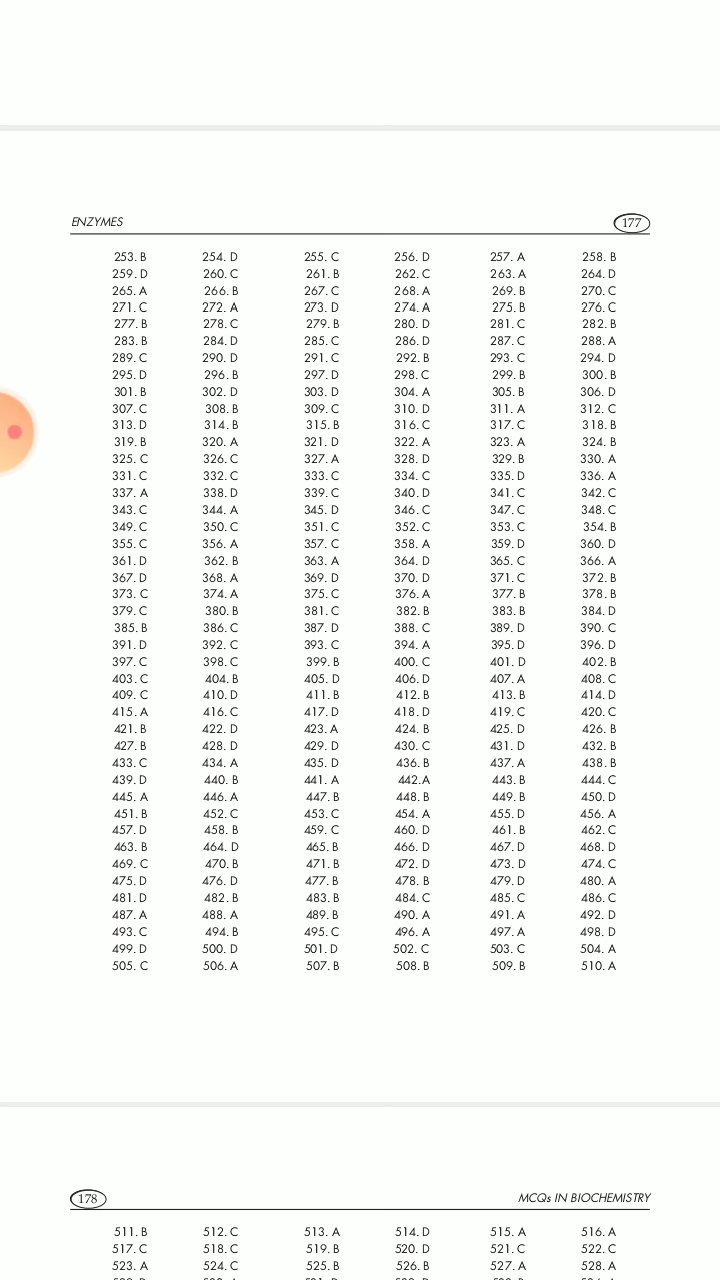 ENZYMES 177
253. B 254. D 255. C 256. D 257. A 258. B
259. D 260. C 261. B 262. C 263. A 264. D
265. A 266. B 267. C 268. A 269. B 270. C
271. C 272. A 273. D 274. A 275. B 276. C
277. B 278. C 279. B 280. D 281. C 282. B
283. B 284. D 285. C 286. D 287. C 288. A
289. C 290. D 291. C 292. B 293. C 294. D
295. D 296. B 297. D 298. C 299. B 300. B
301. B 302. D 303. D 304. A 305. B 306. D
307. C 308. B 309. C 310. D 311. A 312. C
313. D 314. B 315. B 316. C 317. C 318. B
319. B 320. A 321. D 322. A 323. A 324. B
325. C 326. C 327. A 328. D 329. B 330. A
331. C 332. C 333. C 334. C 335. D 336. A
337. A 338. D 339. C 340. D 341. C 342. C
343. C 344. A 345. D 346. C 347. C 348. C
349. C 350. C 351. C 352. C 353. C 354. B
355. C 356. A 357. C 358. A 359. D 360. D
361. D 362. B 363. A 364. D 365. C 366. A
367. D 368. A 369. D 370. D 371. C 372. B
373. C 374. A 375. C 376. A 377. B 378. B
379. C 380. B 381. C 382. B 383. B 384. D
385. B 386. C 387. D 388. C 389. D 390. C
391. D 392. C 393. C 394. A 395. D 396. D
397. C 398. C 399. B 400. C 401. D 402. B
403. C 404. B 405. D 406. D 407. A 408. C
409. C 410. D 411. B 412. B 413. B 414. D
415. A 416. C 417. D 418. D 419. C 420. C
421. B 422. D 423. A 424. B 425. D 426. B
427. B 428. D 429. D 430. C 431. D 432. B
433. C 434. A 435. D 436. B 437. A 438. B
439. D 440. B 441. A 442.A 443. B 444. C
445. A 446. A 447. B 448. B 449. B 450. D
451. B 452. C 453. C 454. A 455. D 456. A
457. D 458. B 459. C 460. D 461. B 462. C
463. B 464. D 465. B 466. D 467. D 468. D
469. C 470. B 471. B 472. D 473. D 474. C
475. D 476. D 477. B 478. B 479. D 480. A
481. D 482. B 483. B 484. C 485. C 486. C
487. A 488. A 489. B 490. A 491. A 492. D
493. C 494. B 495. C 496. A 497. A 498. D
499. D 500. D 501. D 502. C 503. C 504. A
505. C 506. A 507. B 508. B 509. B 510. A
178 MCQs IN BIOCHEMISTRY
511. B 512. C 513. A 514. D 515. A 516. A
517. C 518. C 519. B 520. D 521. C 522. C
523. A 524. C 525. B 526. B 527. A 528. A